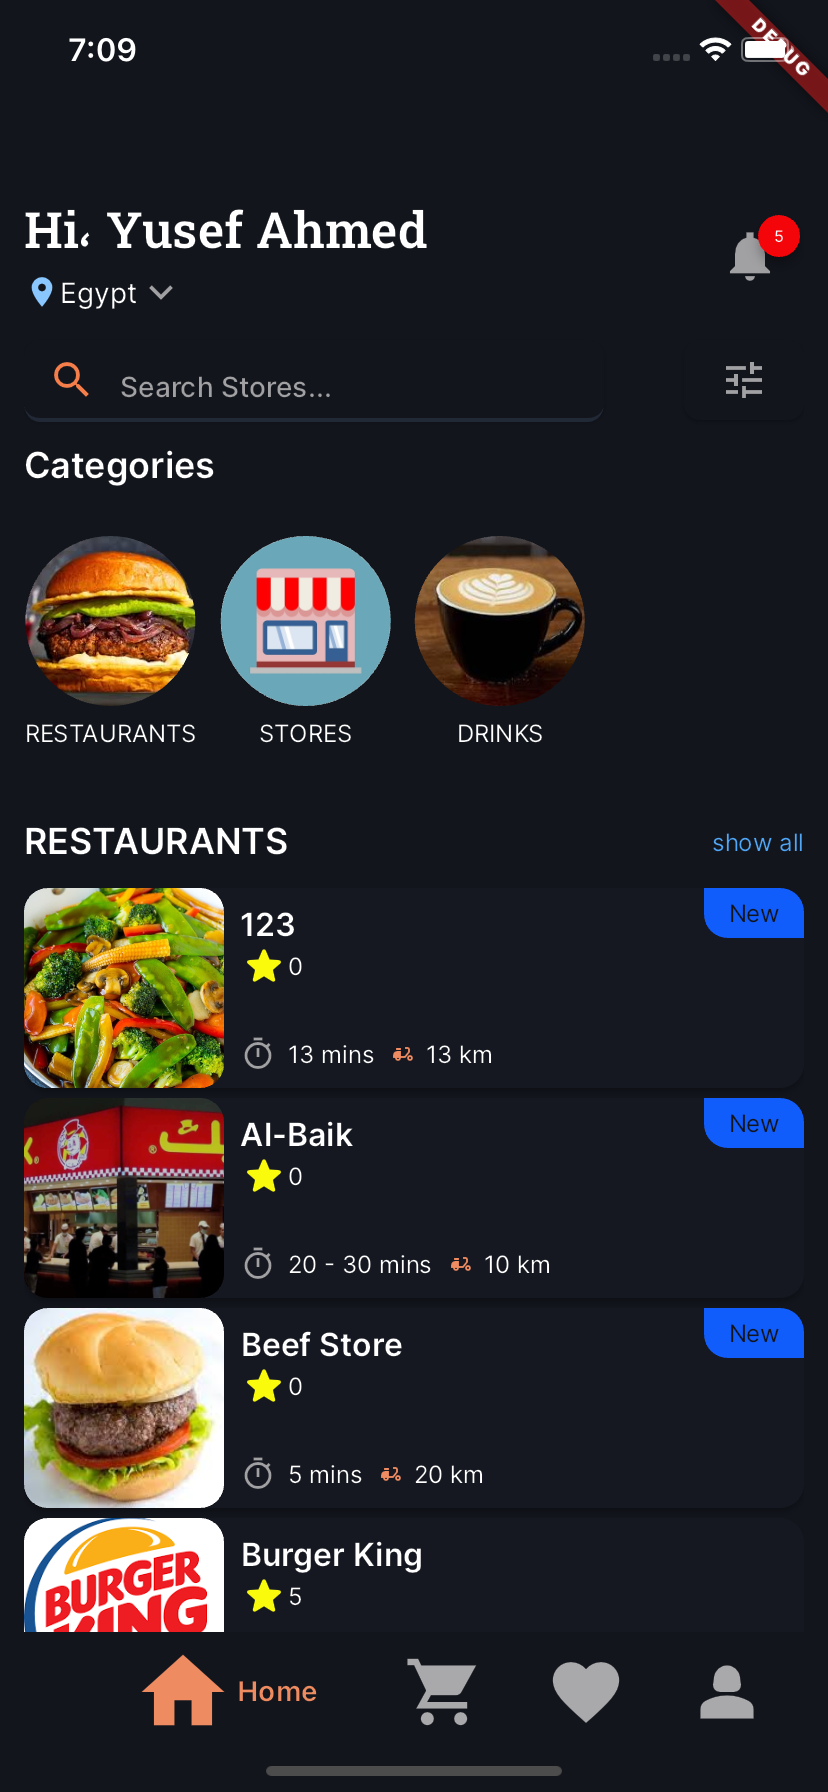 7:09
DEBUG
Hi، Yusef Ahmed
5
Egypt
Search Stores...
Categories
RESTAURANTS
STORES
DRINKS
RESTAURANTS
show all
123
New
0
13 mins
13 km
Al-Baik
New
0
20 - 30 mins
10 km
Beef Store
New
0
5 mins
20 km
BURGER
KING
Burger King
5
Home